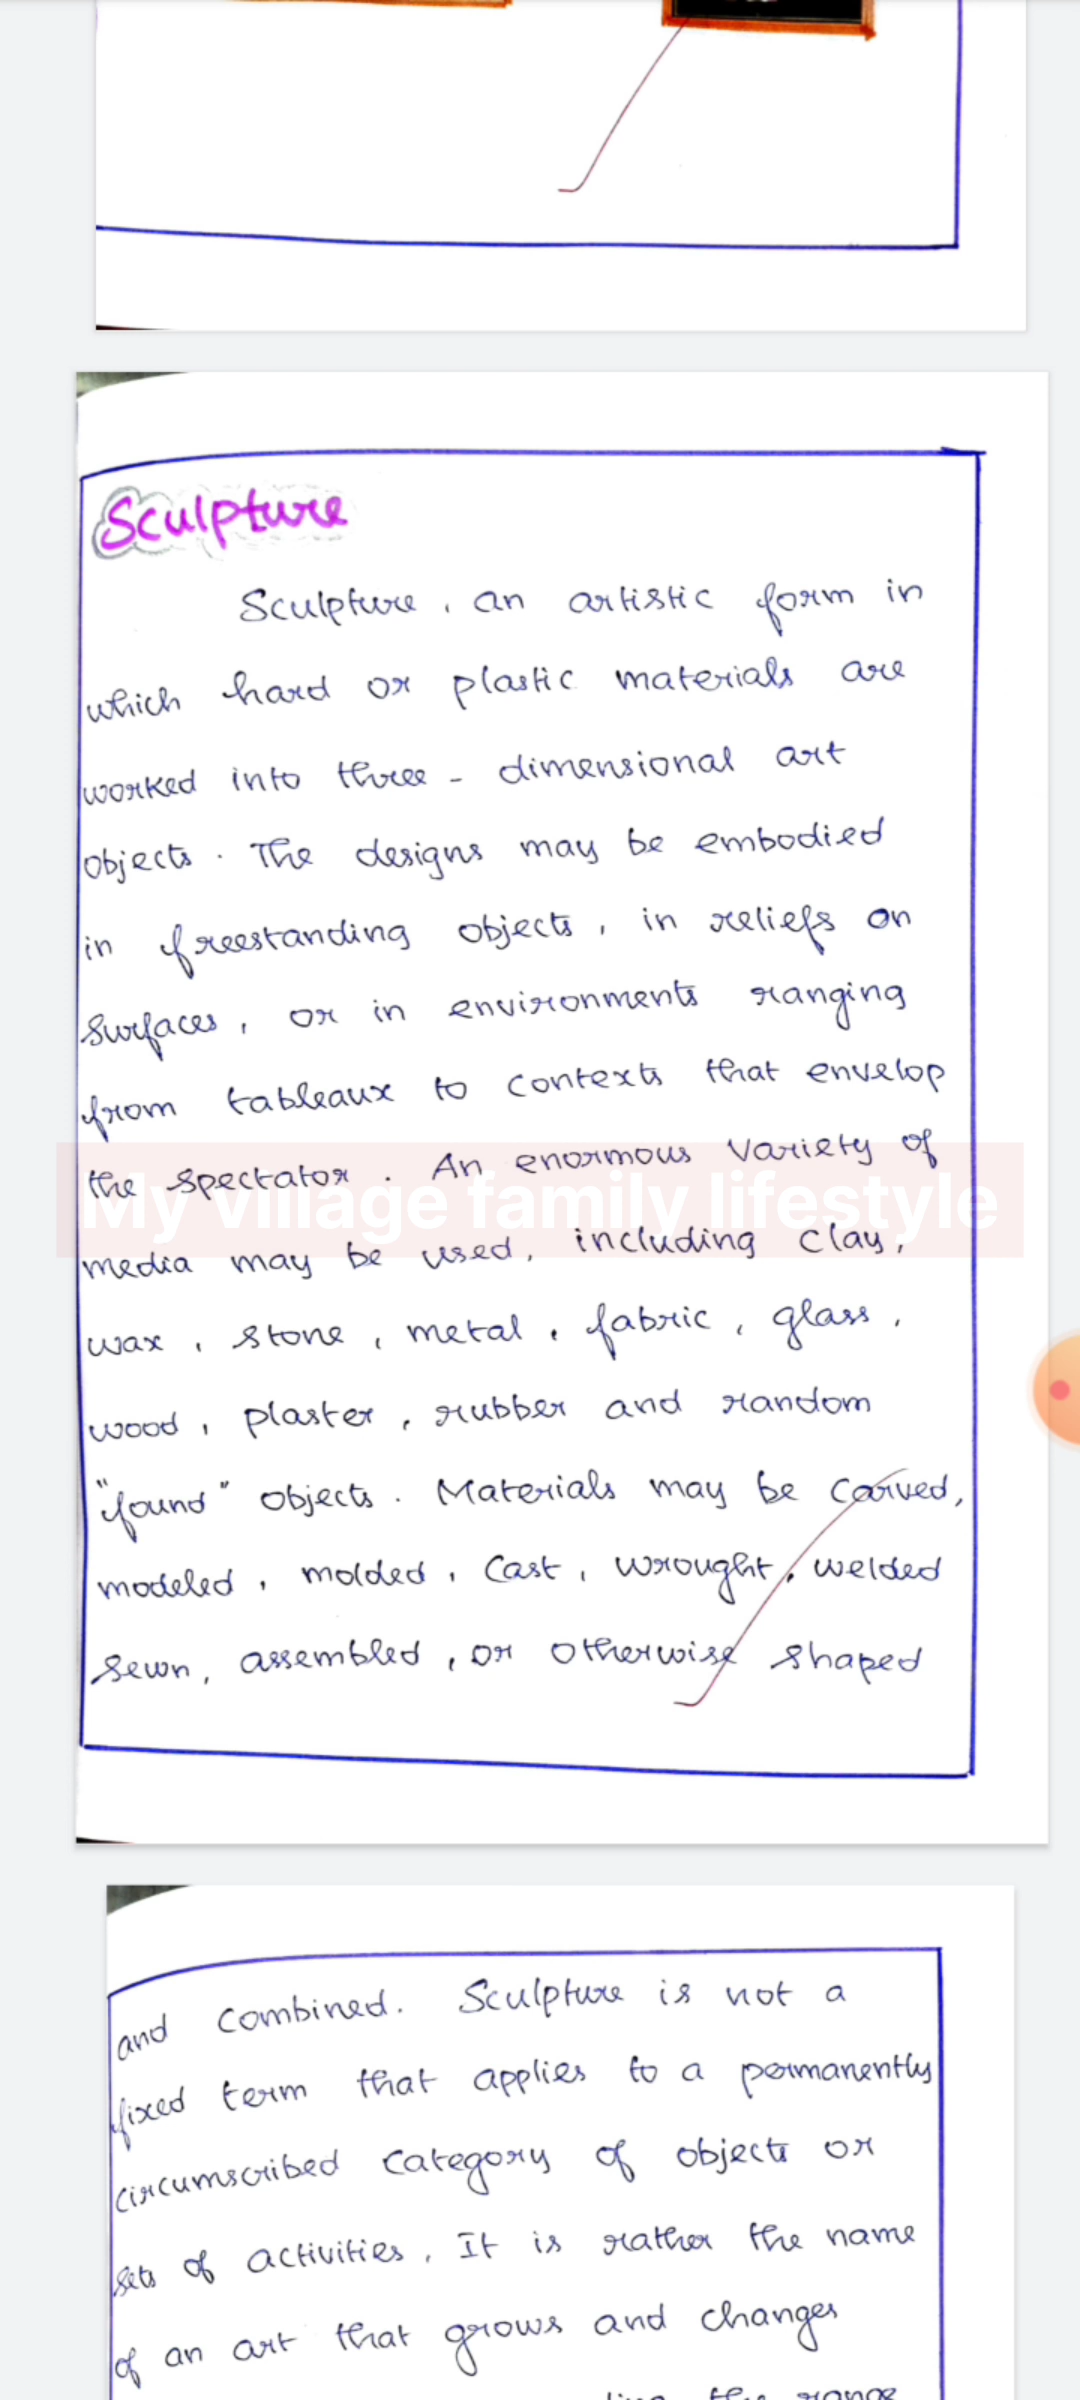 Sculpture
Sculpture, an artistic form in
which hard or plastic materials are
worked into three - dimensional art
objects. The designs may be embodied
in freestanding objects, in reliefs on
surfaces, or in environments ranging
from tableaux to contexts that envelop
the spectator. An enormous variety of
My village family lifestyle
media may be used, including clay,
wax, stone, metal, fabric, glass,
wood, plaster, rubber and random
"found" objects. Materials may be carved,
modeled, molded, cast, wrought, welded
sewn, assembled, or otherwise shaped
and combined. Sculpture is not a
fixed term that applies to a permanently
circumscribed category of objects or
sets of activities, It is rather the name
of an art that grows and changes
the range